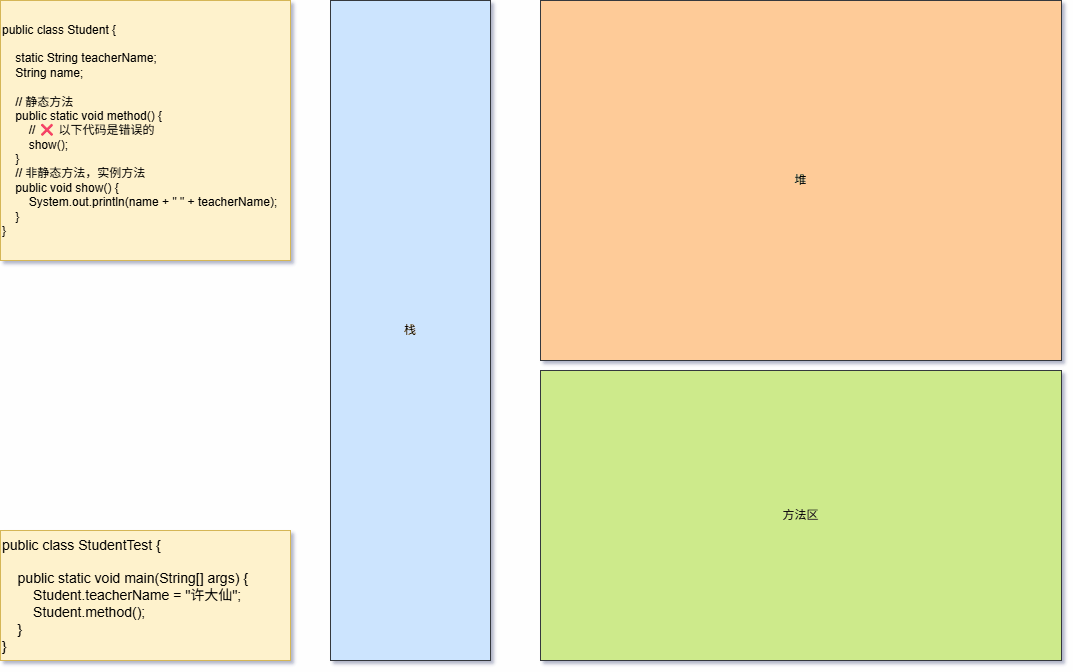 public class Student {
static String teacherName;
String name;
// 静态方法
public static void method() {
// ❌ 以下代码是错误的
show();
}
// 非静态方法，实例方法
public void show() {
System.out.println(name + " " + teacherName);
}
}
栈
堆
方法区
public class StudentTest {
public static void main(String[] args) {
Student.teacherName = "许大仙";
Student.method();
}
}